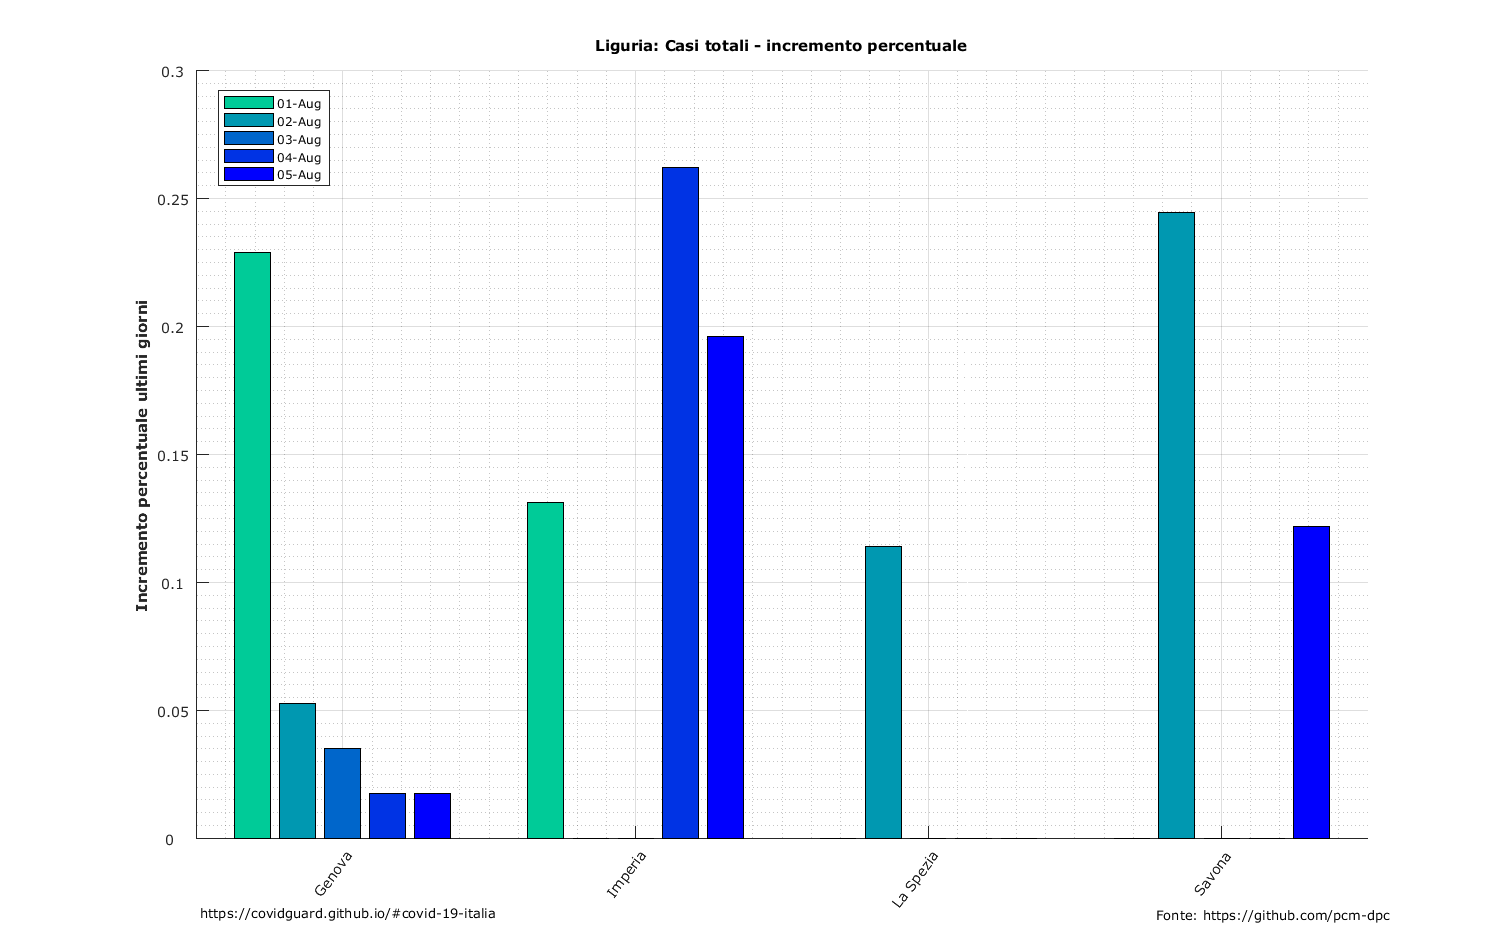 Liguria: Casi totali - incremento percentuale
0.3
0.25
0.2
0.15
0.1
0.05
0
Incremento percentuale ultimi giorni
01-Aug
02-Aug
03-Aug
04-Aug
05-Aug
Genova
Imperia
La Spezia
Savona
https://covidguard.github.io/#covid-19-italia
Fonte: https://github.com/pcm-dpc